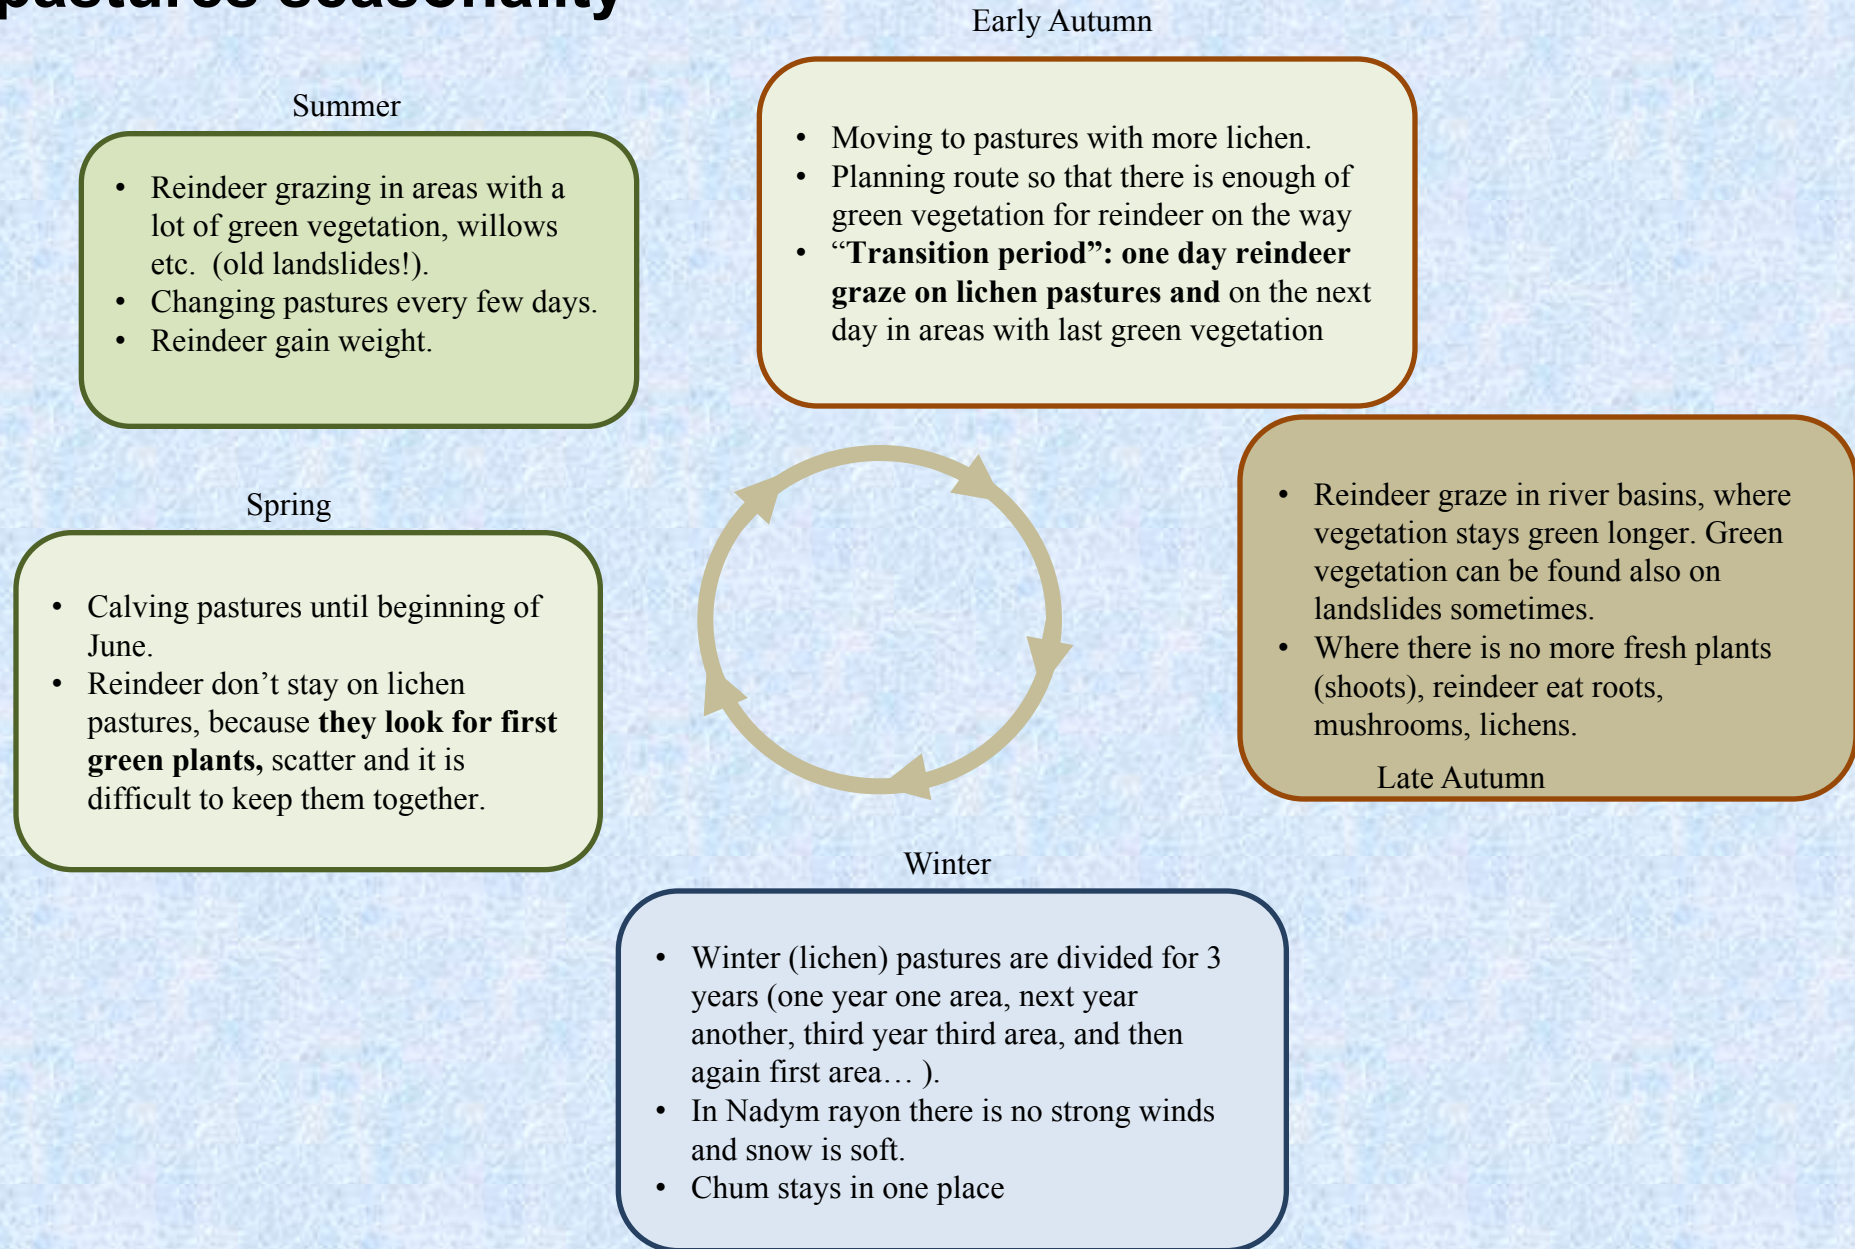 pastures seasonality
Early Autumn
• Moving to pastures with more lichen.
• Planning route so that there is enough of
green vegetation for reindeer on the way
• “Transition period”: one day reindeer
graze on lichen pastures and on the next
day in areas with last green vegetation
Summer
• Reindeer grazing in areas with a
lot of green vegetation, willows
etc. (old landslides!).
• Changing pastures every few days.
• Reindeer gain weight.
• Reindeer graze in river basins, where
vegetation stays green longer. Green
vegetation can be found also on
landslides sometimes.
• Where there is no more fresh plants
(shoots), reindeer eat roots,
mushrooms, lichens.
Late Autumn
Spring
• Calving pastures until beginning of
June.
• Reindeer don’t stay on lichen
pastures, because they look for first
green plants, scatter and it is
difficult to keep them together.
Winter
• Winter (lichen) pastures are divided for 3
years (one year one area, next year
another, third year third area, and then
again first area… ).
• In Nadym rayon there is no strong winds
and snow is soft.
• Chum stays in one place